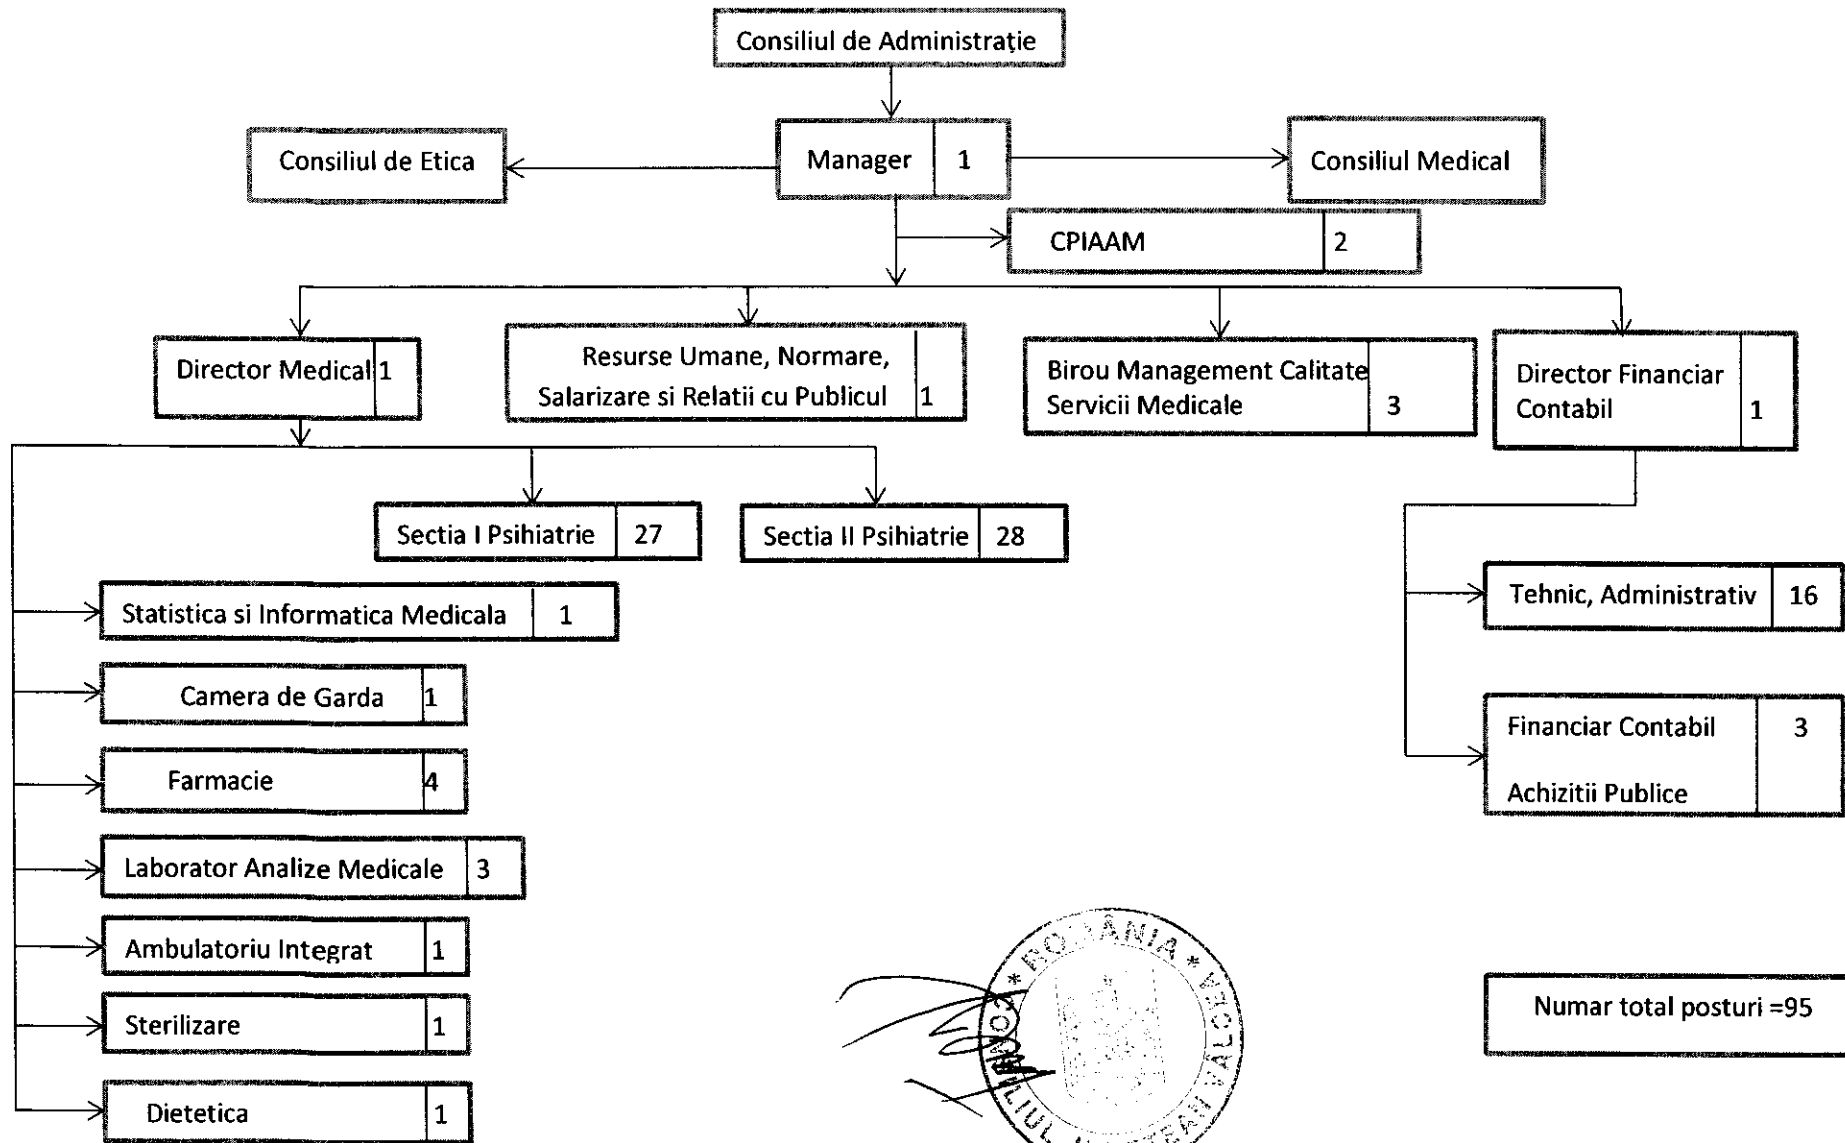 Consiliul de Administrație
Consiliul de Etica
Manager 1
Consiliul Medical
CPIAAM 2
Director Medical 1
Resurse Umane, Normare,
Salarizare si Relatii cu Publicul 1
Birou Management Calitate
Servicii Medicale 3
Director Financiar
Contabil 1
Sectia I Psihiatrie 27
Sectia II Psihiatrie 28
Statistica si Informatica Medicala 1
Camera de Garda 1
Farmacie 4
Laborator Analize Medicale 3
Ambulatoriu Integrat 1
Sterilizare 1
Dietetica 1
Tehnic, Administrativ 16
Financiar Contabil 3
Achizitii Publice
Numar total posturi =95
* ROMÂNIA *
VÂLCEA